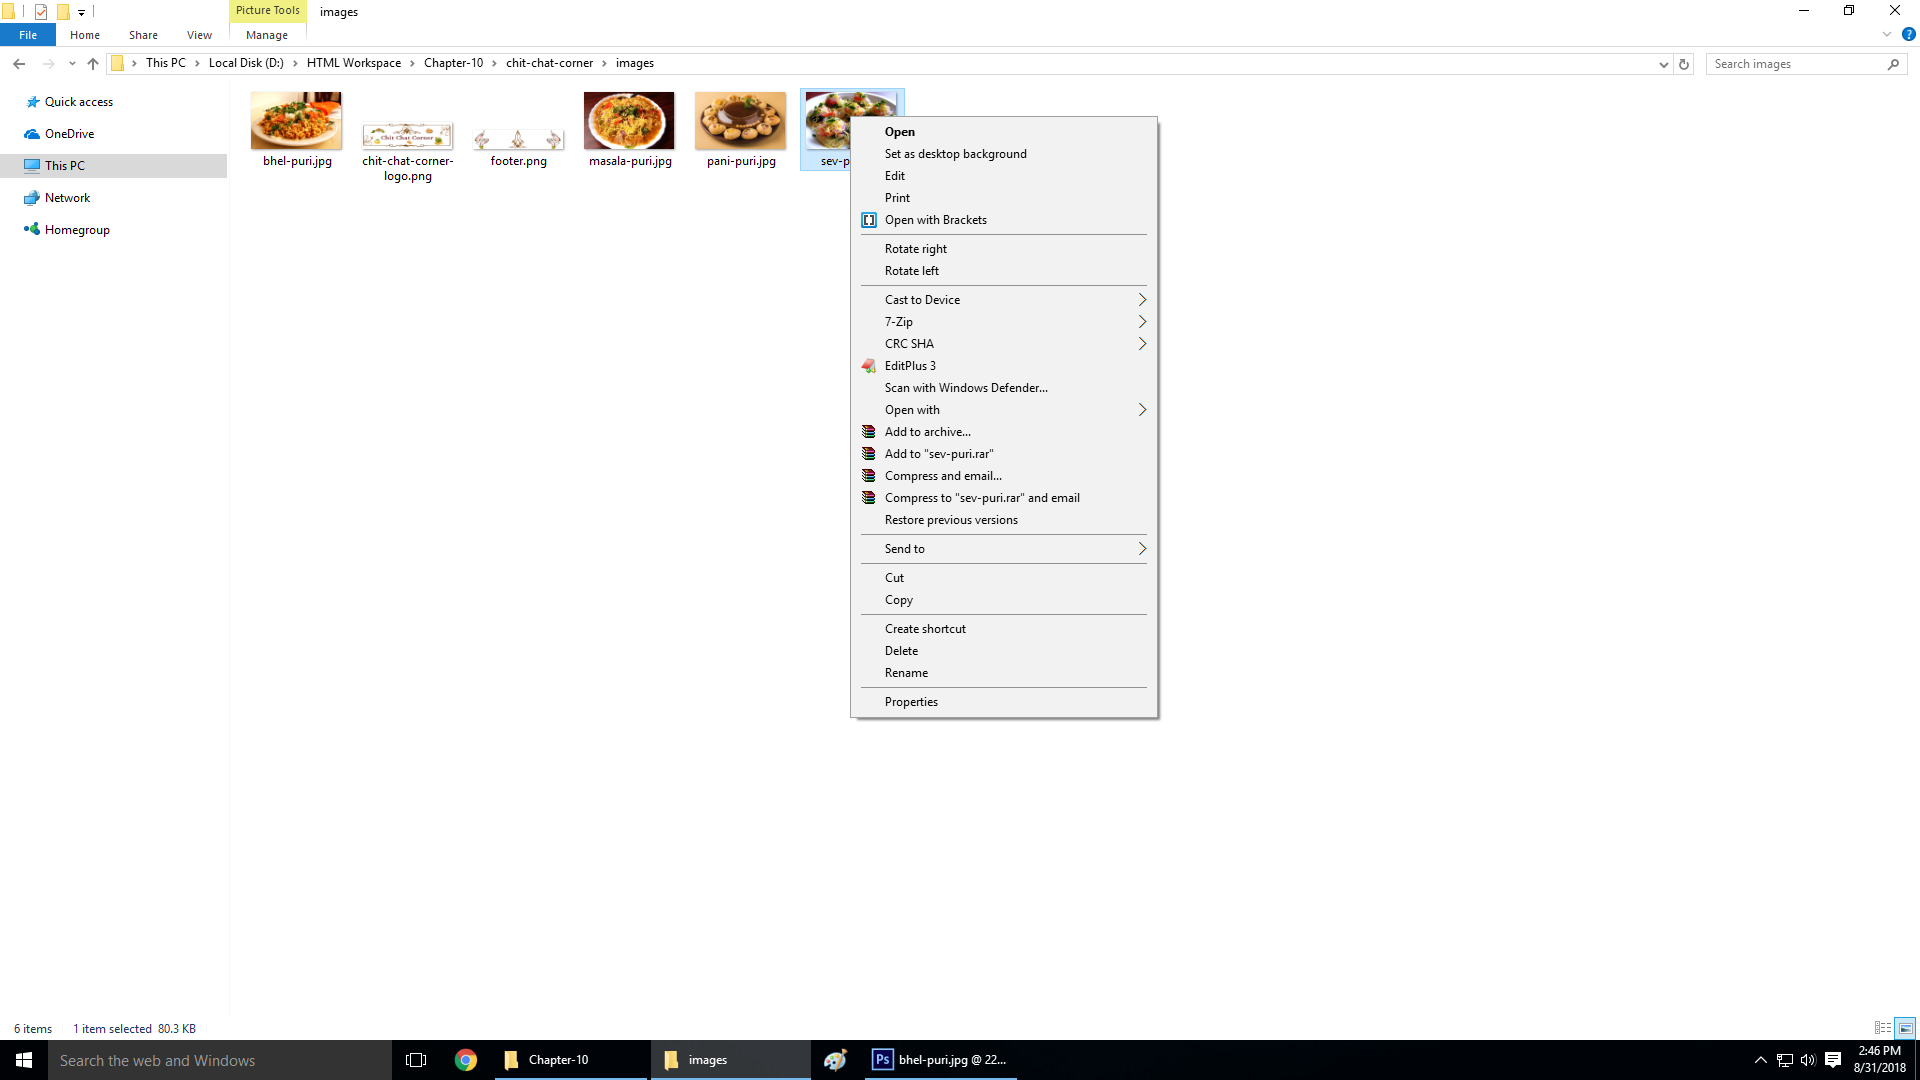 Picture Tools
images
File
Home
Share
View
Manage
This PC
Local Disk (D:)
HTML Workspace
Chapter-10
chit-chat-corner
images
Search images
Quick access
OneDrive
This PC
Network
Homegroup
Chit Chat Corner
bhel-puri.jpg
chit-chat-corner-
logo.png
footer.png
masala-puri.jpg
pani-puri.jpg
sev-p
Open
Set as desktop background
Edit
Print
Open with Brackets
Rotate right
Rotate left
Cast to Device
7-Zip
CRC SHA
EditPlus 3
Scan with Windows Defender...
Open with
Add to archive...
Add to "sev-puri.rar"
Compress and email...
Compress to "sev-puri.rar" and email
Restore previous versions
Send to
Cut
Copy
Create shortcut
Delete
Rename
Properties
6 items
1 item selected 80.3 KB
Search the web and Windows
Chapter-10
images
Ps
bhel-puri.jpg @ 22...
2:46 PM
8/31/2018